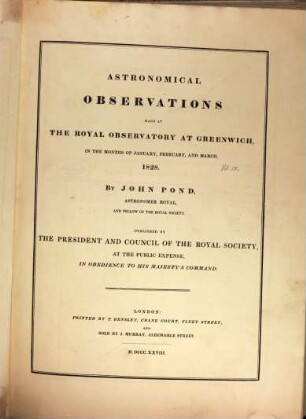 ASTRONOMICAL
OBSERVATIONS
MADE AT
THE ROYAL OBSERVATORY AT GREENWICH,
IN THE MONTHS OF JANUARY, FEBRUARY, AND MARCH,
1828.
BY JOHN POND,
ASTRONOMER ROYAL,
AND FELLOW OF THE ROYAL SOCIETY.
PUBLISHED BY
THE PRESIDENT AND COUNCIL OF THE ROYAL SOCIETY,
AT THE PUBLIC EXPENSE,
IN OBEDIENCE TO HIS MAJESTY'S COMMAND.
LONDON:
PRINTED BY T. BENSLEY, CRANE COURT, FLEET STREET;
AND
SOLD BY J. MURRAY, ALBEMARLE STREET.
M.DCCC.XXVIII.